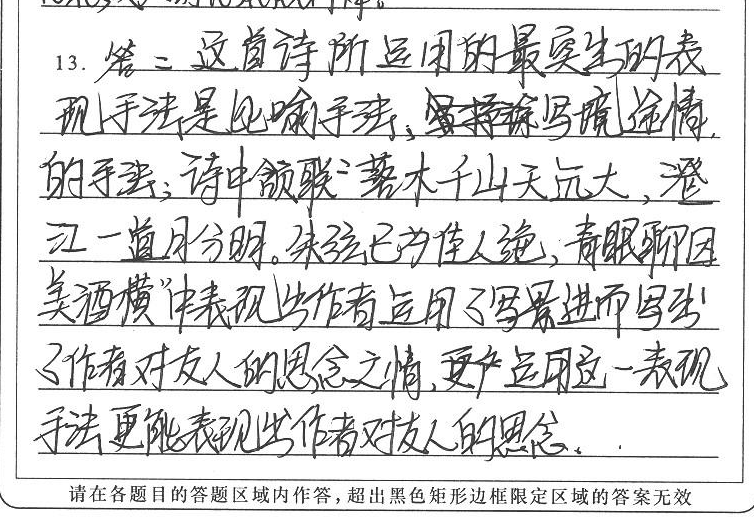 13. 答：这首诗所运用的最突出的表
现手法是比喻手法、写境途情，
的手法；诗中颔联“落木千山天元大，澄
江一道月分明。朱弦已为佳人绝，青眼聊因
美酒横”中表现出作者运用了写景进而写出
了作者对友人的思念之情，更运用这一表现
手法更能表现出作者对友人的思念。
请在各题目的答题区域内作答，超出黑色矩形边框限定区域的答案无效